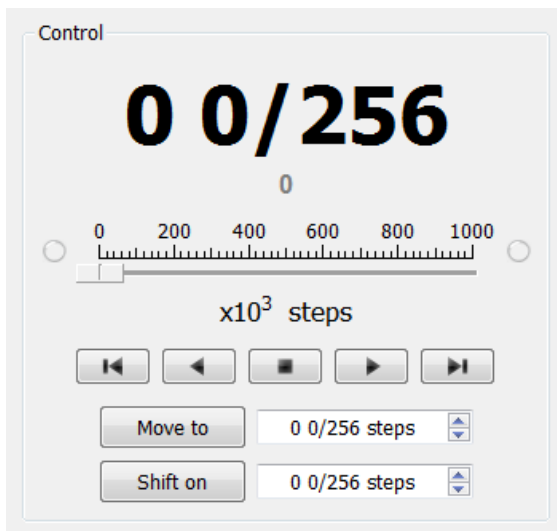 Control
0 0/256
0
0 200 400 600 800 1000
x10³ steps
Move to 0 0/256 steps
Shift on 0 0/256 steps